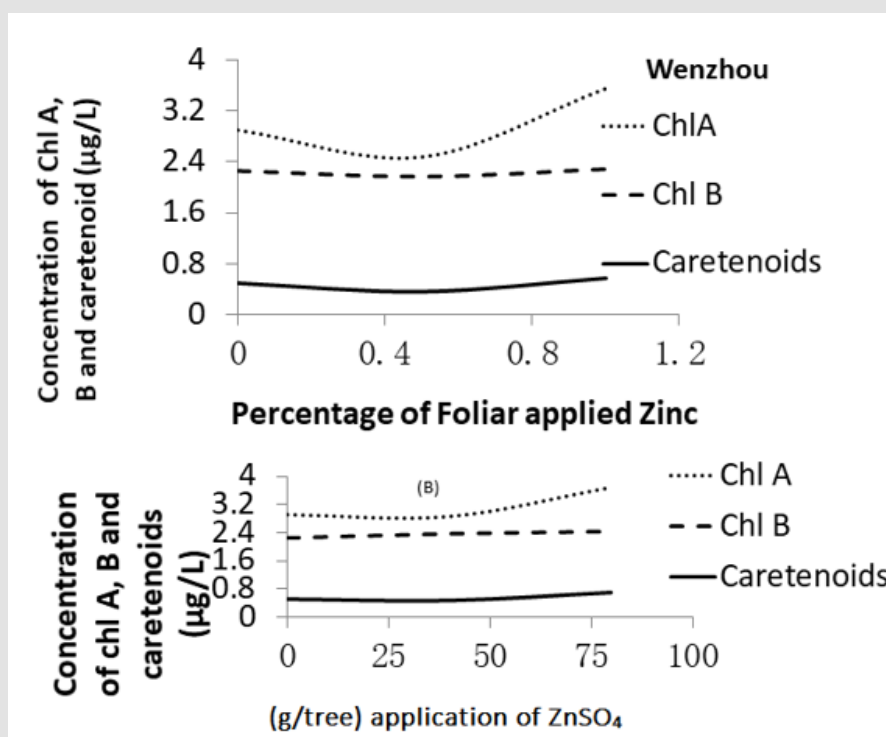 Concentration of Chl A,
B and caretenoid (µg/L)
4
3.2
2.4
1.6
0.8
0
0
0.4
0.8
1.2
Percentage of Foliar applied Zinc
Wenzhou
ChlA
Chl B
Caretenoids
Concentration
of chl A, B and
caretenoids
(µg/L)
4
3.2
2.4
1.6
0.8
0
(B)
0
25
50
75
100
(g/tree) application of ZnSO₄
Chl A
Chl B
Caretenoids